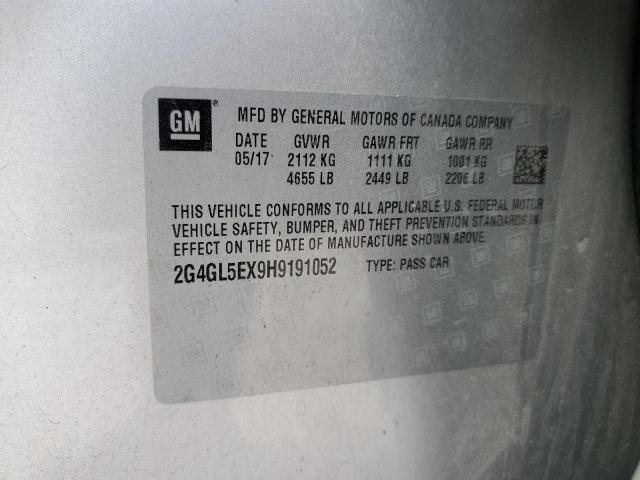 GM
MFD BY GENERAL MOTORS OF CANADA COMPANY
DATE GVWR GAWR FRT GAWR RR
05/17 2112 KG 1111 KG 1001 KG
4655 LB 2449 LB 2206 LB
THIS VEHICLE CONFORMS TO ALL APPLICABLE U.S. FEDERAL MOTOR
VEHICLE SAFETY, BUMPER, AND THEFT PREVENTION STANDARDS IN
EFFECT ON THE DATE OF MANUFACTURE SHOWN ABOVE.
2G4GL5EX9H9191052 TYPE: PASS CAR